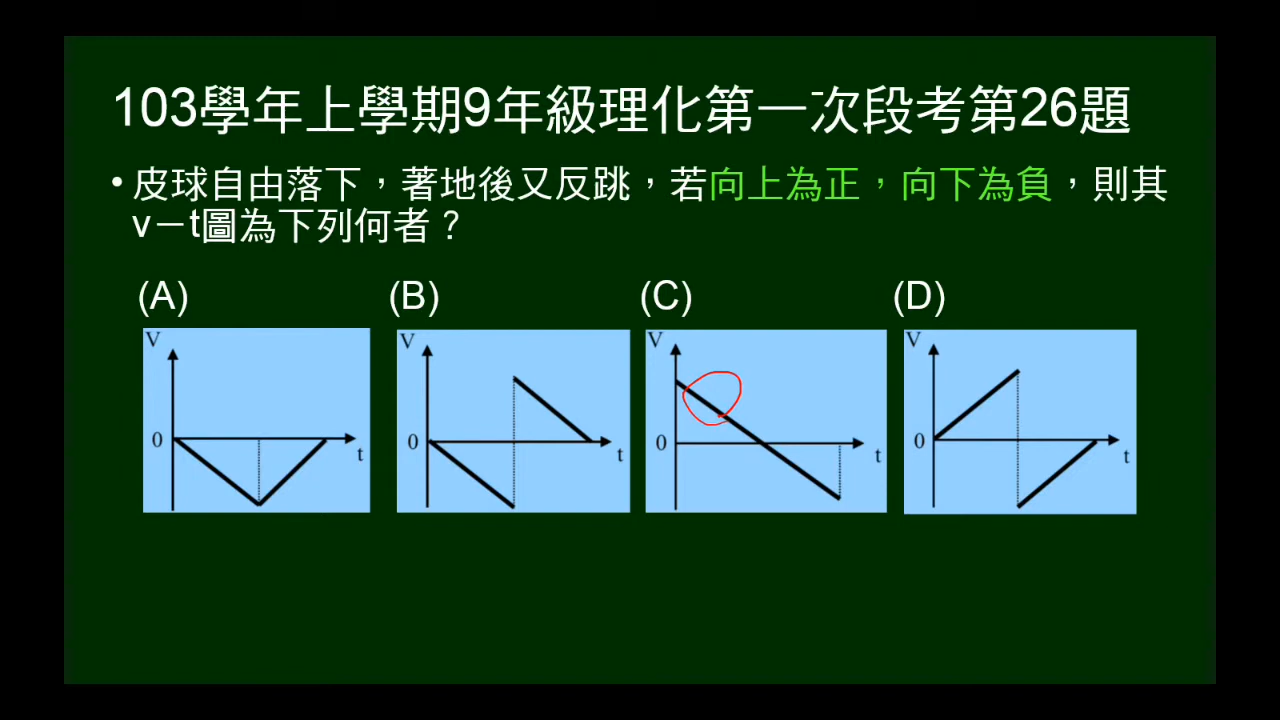 103學年上學期9年級理化第一次段考第26題
• 皮球自由落下，著地後又反跳，若向上為正，向下為負，則其
v－t圖為下列何者？
(A) (B) (C) (D)
V V V V
0 0 0 0
t t t t